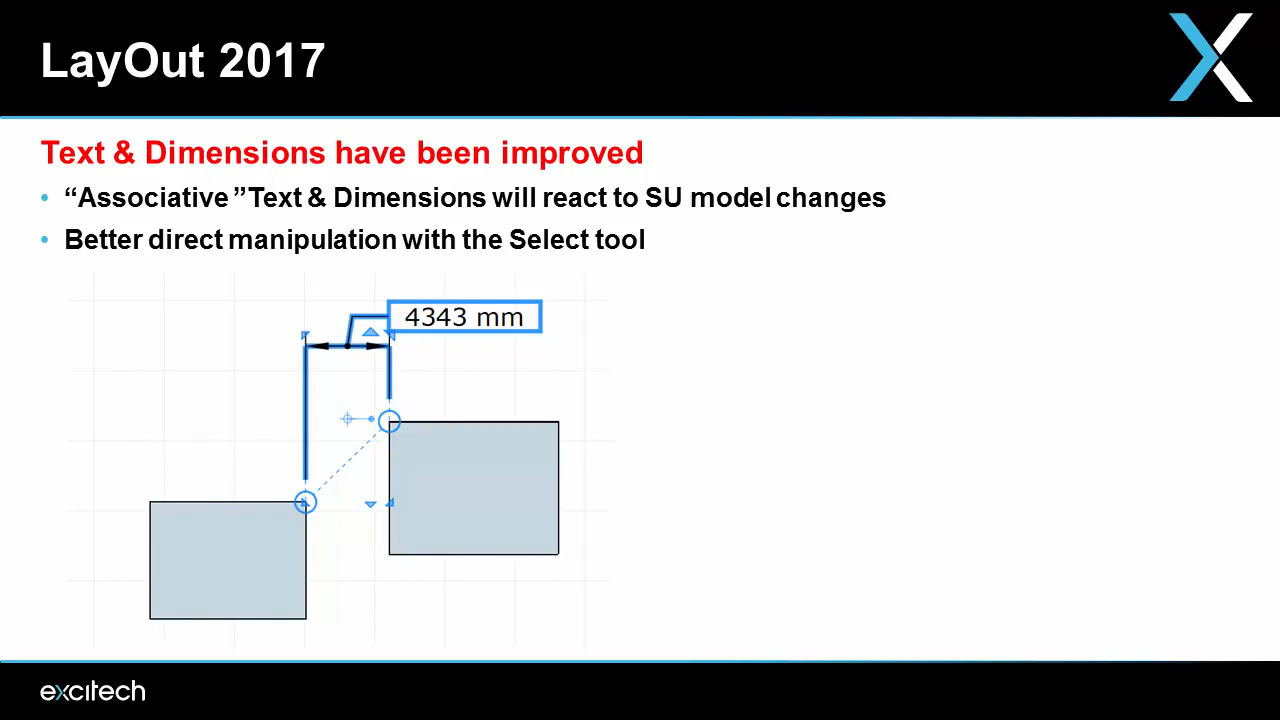 LayOut 2017
Text & Dimensions have been improved
• “Associative ”Text & Dimensions will react to SU model changes
• Better direct manipulation with the Select tool
4343 mm
excitech